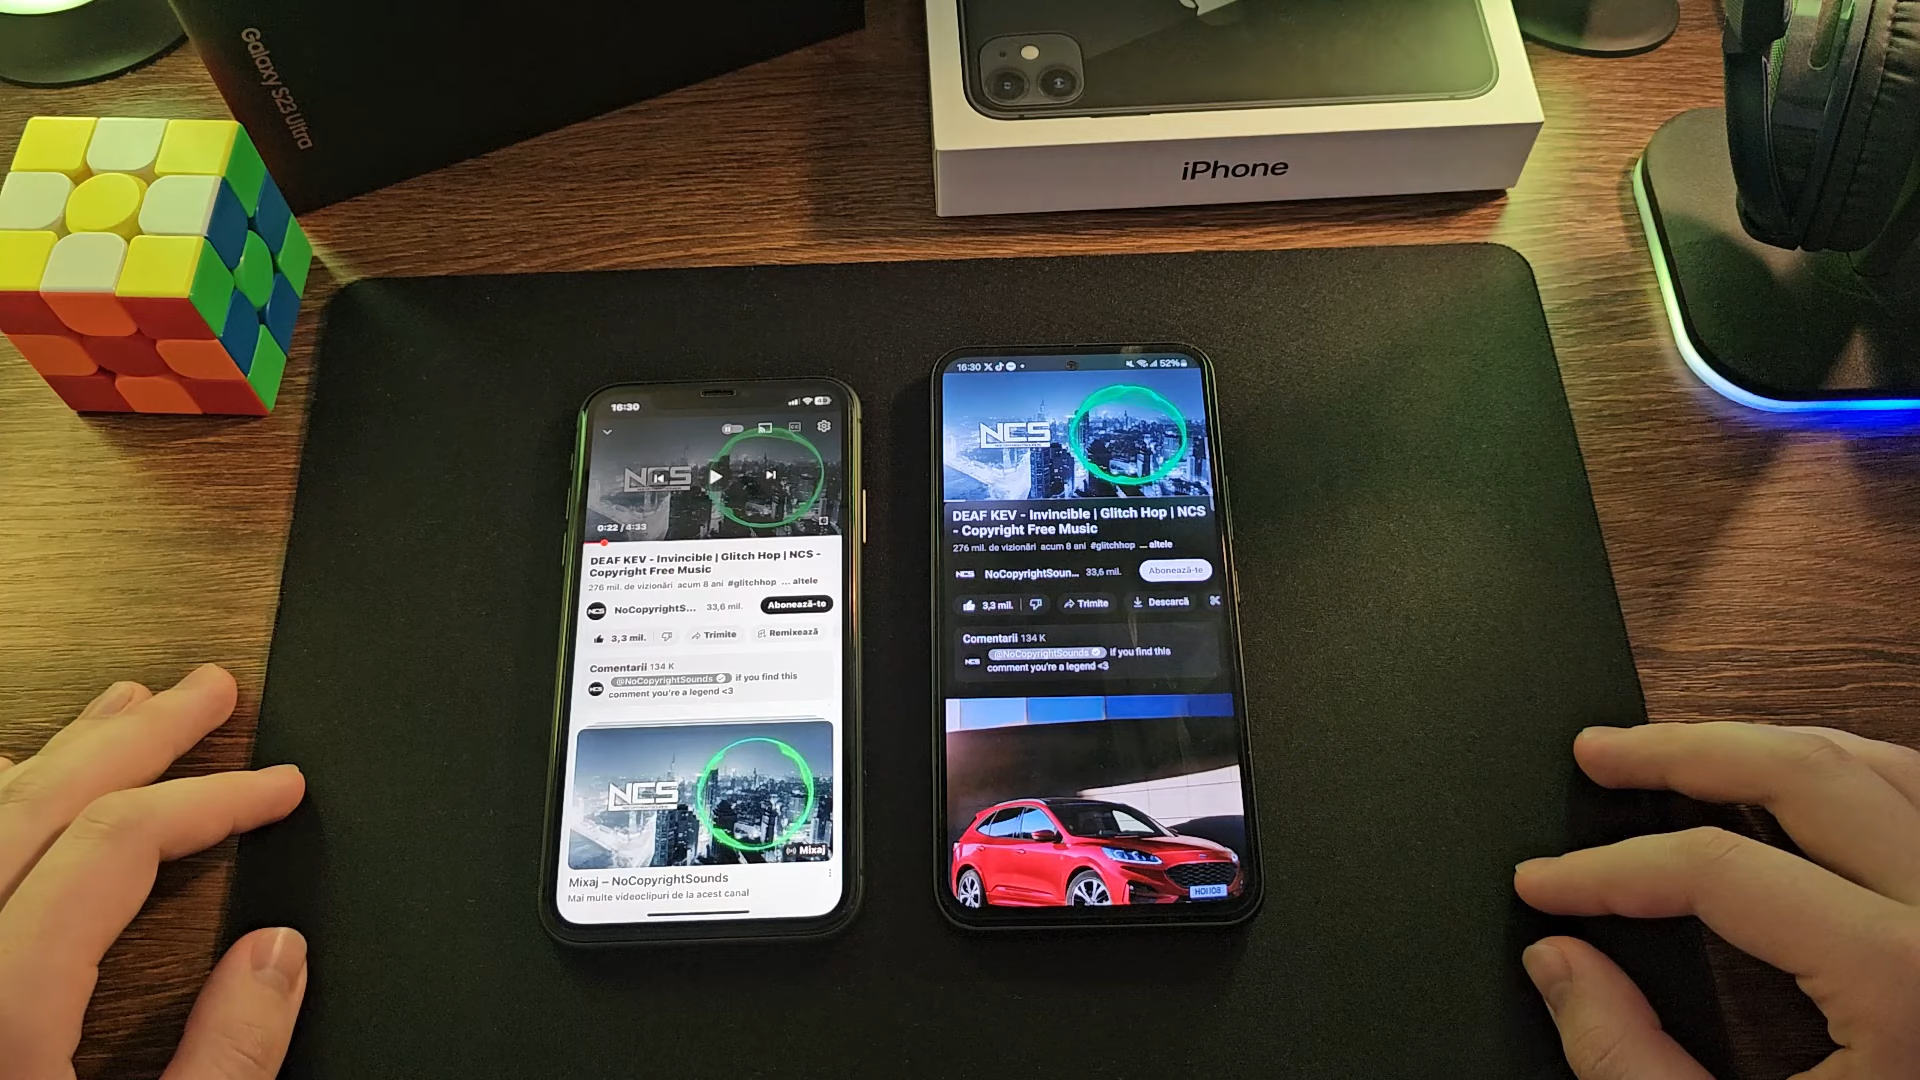 Galaxy S23 Ultra
iPhone
16:30
NCS
0:22 / 4:33
DEAF KEV - Invincible | Glitch Hop | NCS -
Copyright Free Music
276 mil. de vizionări acum 8 ani #glitchhop ... altele
NCS NoCopyrightS... 33,6 mil. Abonează-te
3,3 mil. Trimite Remixează
Comentarii 134 K
NCS @NoCopyrightSounds if you find this
comment you're a legend <3
NCS
Mixaj
Mixaj – NoCopyrightSounds
Mai multe videoclipuri de la acest canal
16:30 52%
NCS
DEAF KEV - Invincible | Glitch Hop | NCS
- Copyright Free Music
276 mil. de vizionări acum 8 ani #glitchhop ... altele
NCS NoCopyrightSoun... 33,6 mil. Abonează-te
3,3 mil. Trimite Descarcă
Comentarii 134 K
NCS @NoCopyrightSounds If you find this
comment you're a legend <3